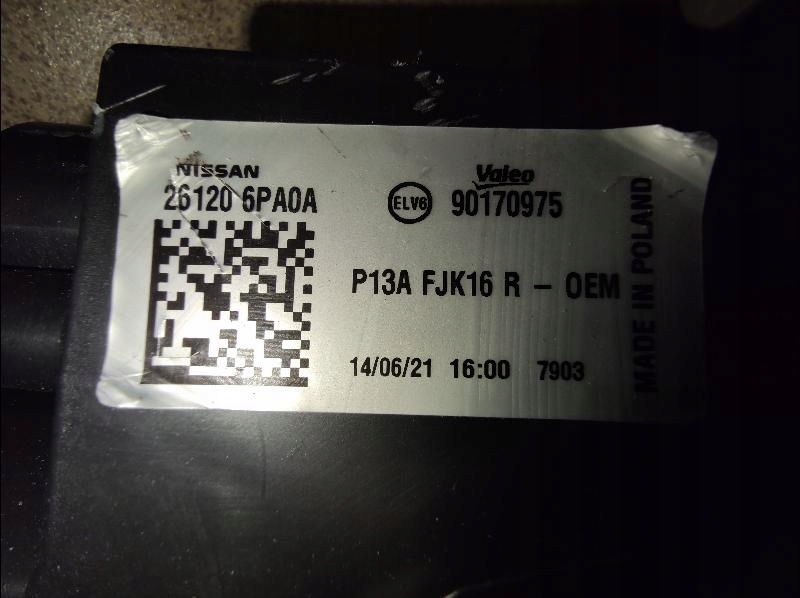 NISSAN
26120 6PA0A
Valeo
ELV6 90170975
P13A FJK16 R – OEM
14/06/21 16:00 7903
MADE IN POLAND